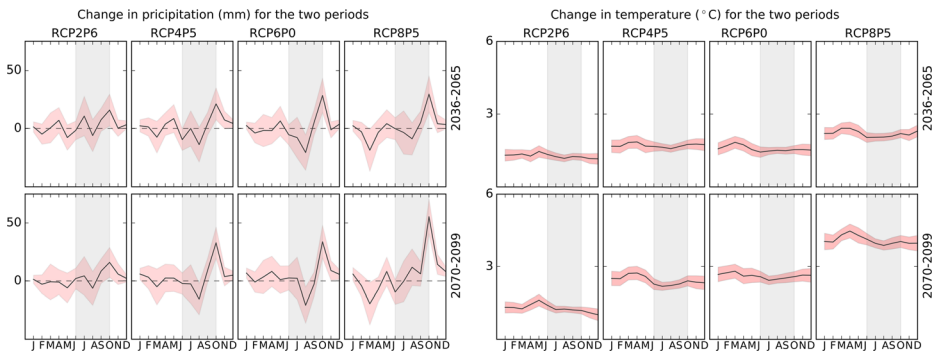 Change in pricipitation (mm) for the two periods
RCP2P6 RCP4P5 RCP6P0 RCP8P5
50
0
2036-2065
50
0
2070-2099
J FMAMJ J ASOND J FMAMJ J ASOND J FMAMJ J ASOND J FMAMJ J ASOND
Change in temperature (°C) for the two periods
RCP2P6 RCP4P5 RCP6P0 RCP8P5
6
3
2036-2065
6
3
2070-2099
J FMAMJ J ASOND J FMAMJ J ASOND J FMAMJ J ASOND J FMAMJ J ASOND